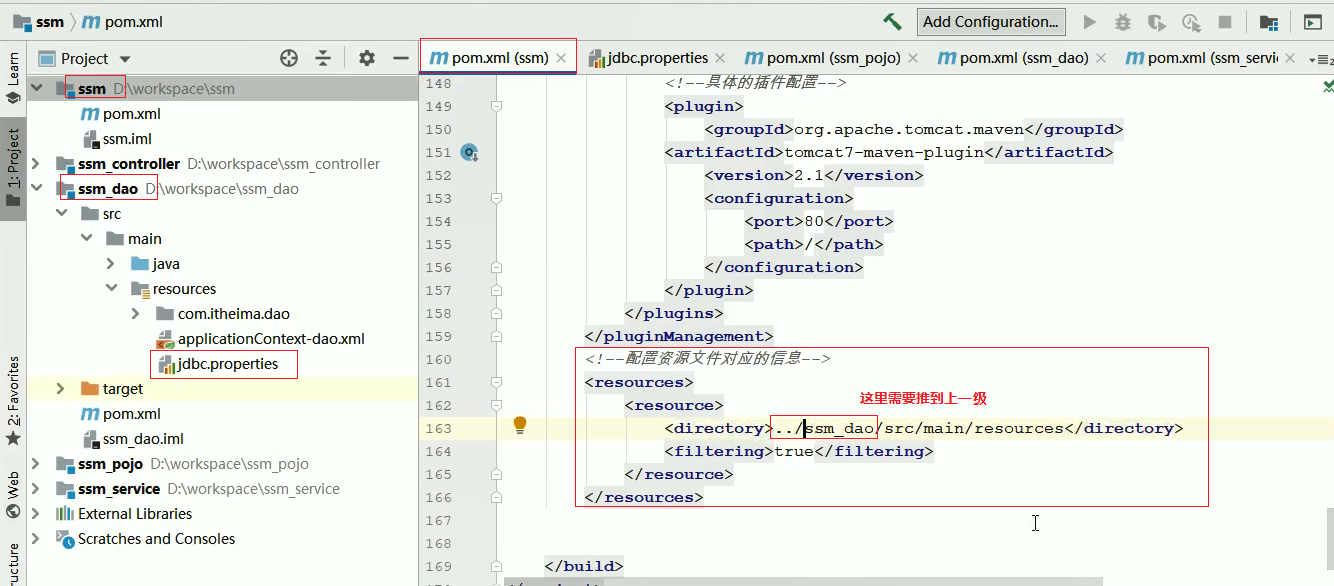 ssm pom.xml Add Configuration...
Project
pom.xml (ssm) jdbc.properties pom.xml (ssm_pojo) pom.xml (ssm_dao) pom.xml (ssm_servi
Learn
1: Project
2: Favorites
Web
ructure
ssm D:\workspace\ssm
pom.xml
ssm.iml
ssm_controller D:\workspace\ssm_controller
ssm_dao D:\workspace\ssm_dao
src
main
java
resources
com.itheima.dao
applicationContext-dao.xml
jdbc.properties
target
pom.xml
ssm_dao.iml
ssm_pojo D:\workspace\ssm_pojo
ssm_service D:\workspace\ssm_service
External Libraries
Scratches and Consoles
148 <!--具体的插件配置-->
149 <plugin>
150 <groupId>org.apache.tomcat.maven</groupId>
151 <artifactId>tomcat7-maven-plugin</artifactId>
152 <version>2.1</version>
153 <configuration>
154 <port>80</port>
155 <path>/</path>
156 </configuration>
157 </plugin>
158 </plugins>
159 </pluginManagement>
160 <!--配置资源文件对应的信息-->
161 <resources>
这里需要推到上一级
162 <resource>
163 <directory>../ssm_dao/src/main/resources</directory>
164 <filtering>true</filtering>
165 </resource>
166 </resources>
167
168
169 </build>